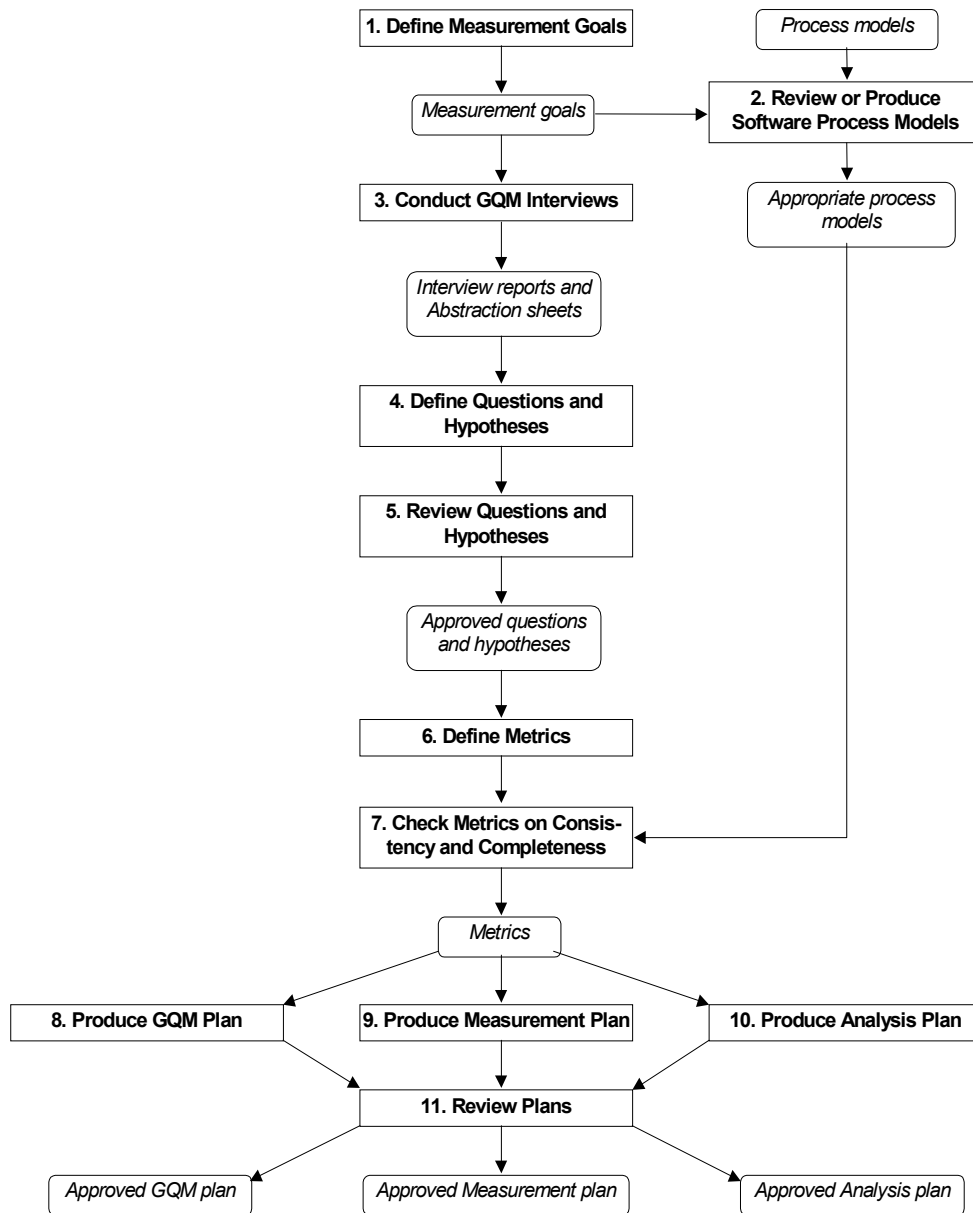 1. Define Measurement Goals
Process models
Measurement goals
2. Review or Produce
Software Process Models
3. Conduct GQM Interviews
Appropriate process
models
Interview reports and
Abstraction sheets
4. Define Questions and
Hypotheses
5. Review Questions and
Hypotheses
Approved questions
and hypotheses
6. Define Metrics
7. Check Metrics on Consis-
tency and Completeness
Metrics
8. Produce GQM Plan
9. Produce Measurement Plan
10. Produce Analysis Plan
11. Review Plans
Approved GQM plan
Approved Measurement plan
Approved Analysis plan